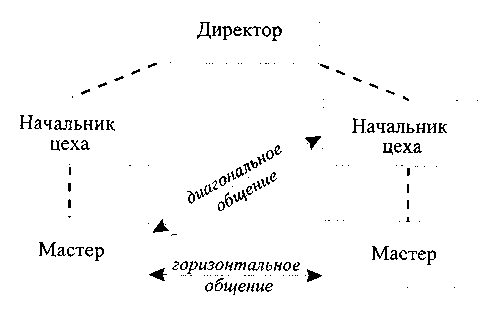 Директор
Начальник
цеха
Начальник
цеха
диагональное
общение
Мастер
Мастер
горизонтальное
общение